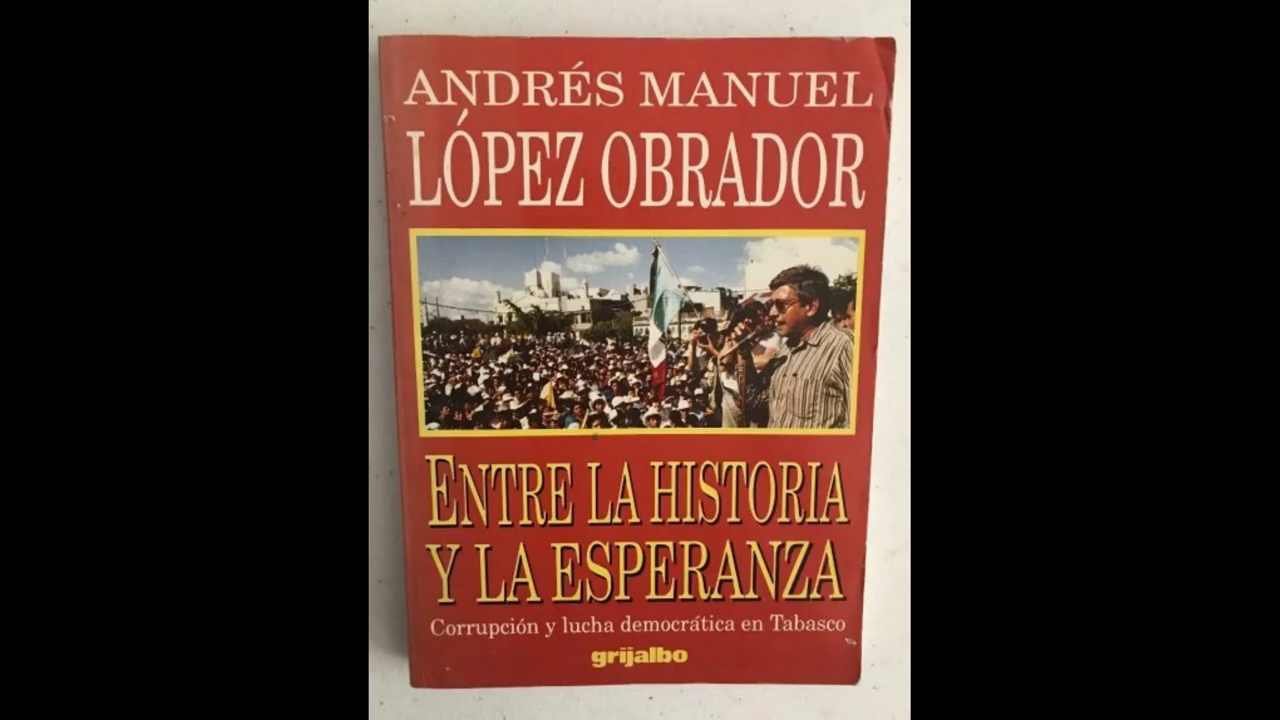 ANDRÉS MANUEL
LÓPEZ OBRADOR
ENTRE LA HISTORIA
Y LA ESPERANZA
Corrupción y lucha democrática en Tabasco
grijalbo